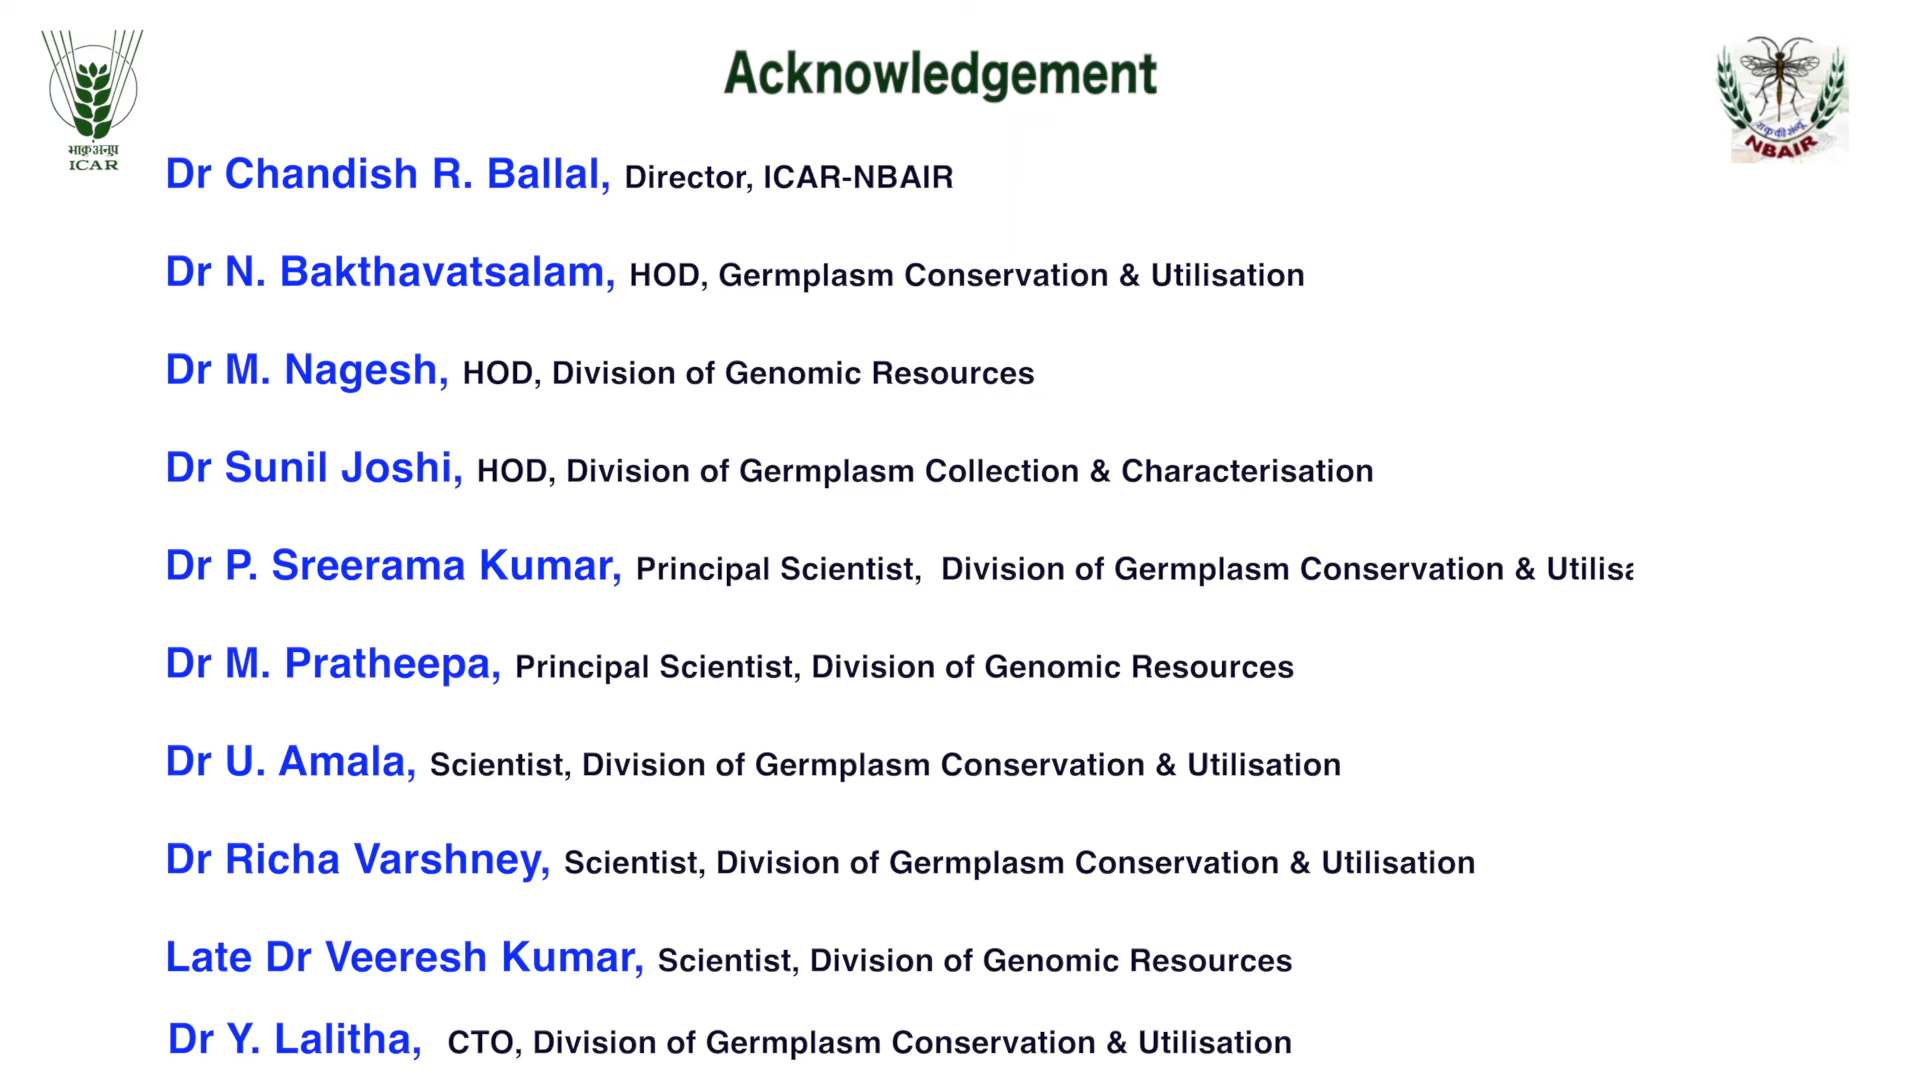 Acknowledgement
भाकृअनुप
ICAR
NBAIR
Dr Chandish R. Ballal, Director, ICAR-NBAIR
Dr N. Bakthavatsalam, HOD, Germplasm Conservation & Utilisation
Dr M. Nagesh, HOD, Division of Genomic Resources
Dr Sunil Joshi, HOD, Division of Germplasm Collection & Characterisation
Dr P. Sreerama Kumar, Principal Scientist, Division of Germplasm Conservation & Utilisa
Dr M. Pratheepa, Principal Scientist, Division of Genomic Resources
Dr U. Amala, Scientist, Division of Germplasm Conservation & Utilisation
Dr Richa Varshney, Scientist, Division of Germplasm Conservation & Utilisation
Late Dr Veeresh Kumar, Scientist, Division of Genomic Resources
Dr Y. Lalitha, CTO, Division of Germplasm Conservation & Utilisation